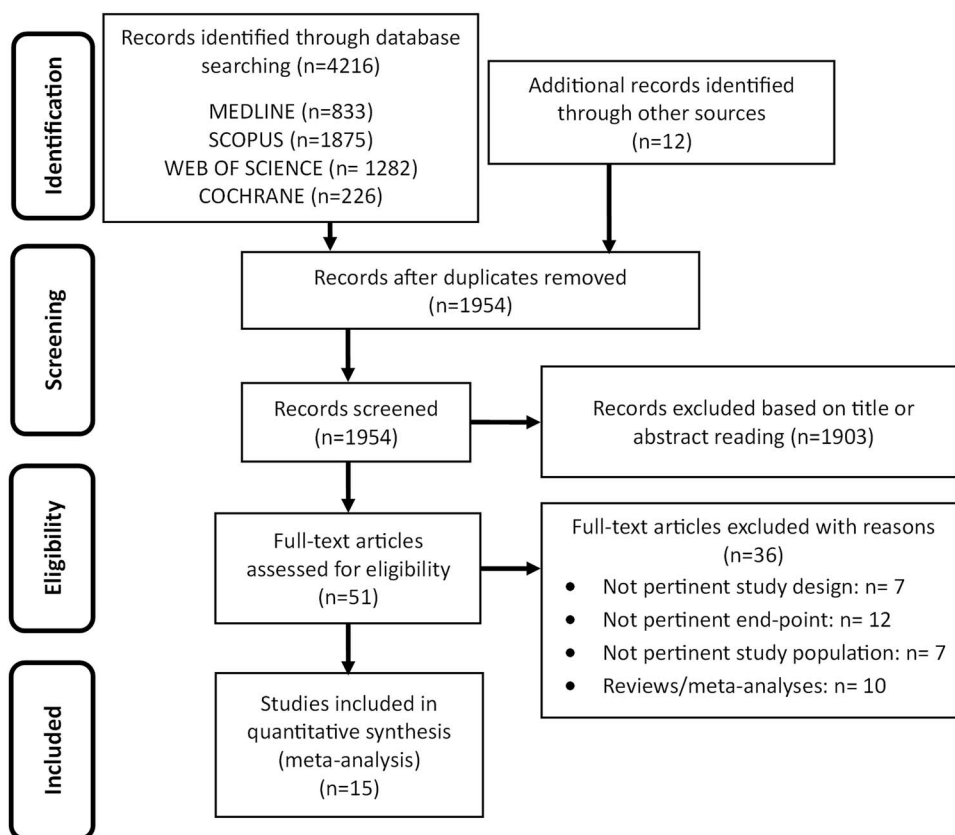 Identification
Records identified through database
searching (n=4216)
MEDLINE (n=833)
SCOPUS (n=1875)
WEB OF SCIENCE (n= 1282)
COCHRANE (n=226)
Additional records identified
through other sources
(n=12)
Screening
Records after duplicates removed
(n=1954)
Records screened
(n=1954)
Records excluded based on title or
abstract reading (n=1903)
Eligibility
Full-text articles
assessed for eligibility
(n=51)
Full-text articles excluded with reasons
(n=36)
• Not pertinent study design: n= 7
• Not pertinent end-point: n= 12
• Not pertinent study population: n= 7
• Reviews/meta-analyses: n= 10
Included
Studies included in
quantitative synthesis
(meta-analysis)
(n=15)